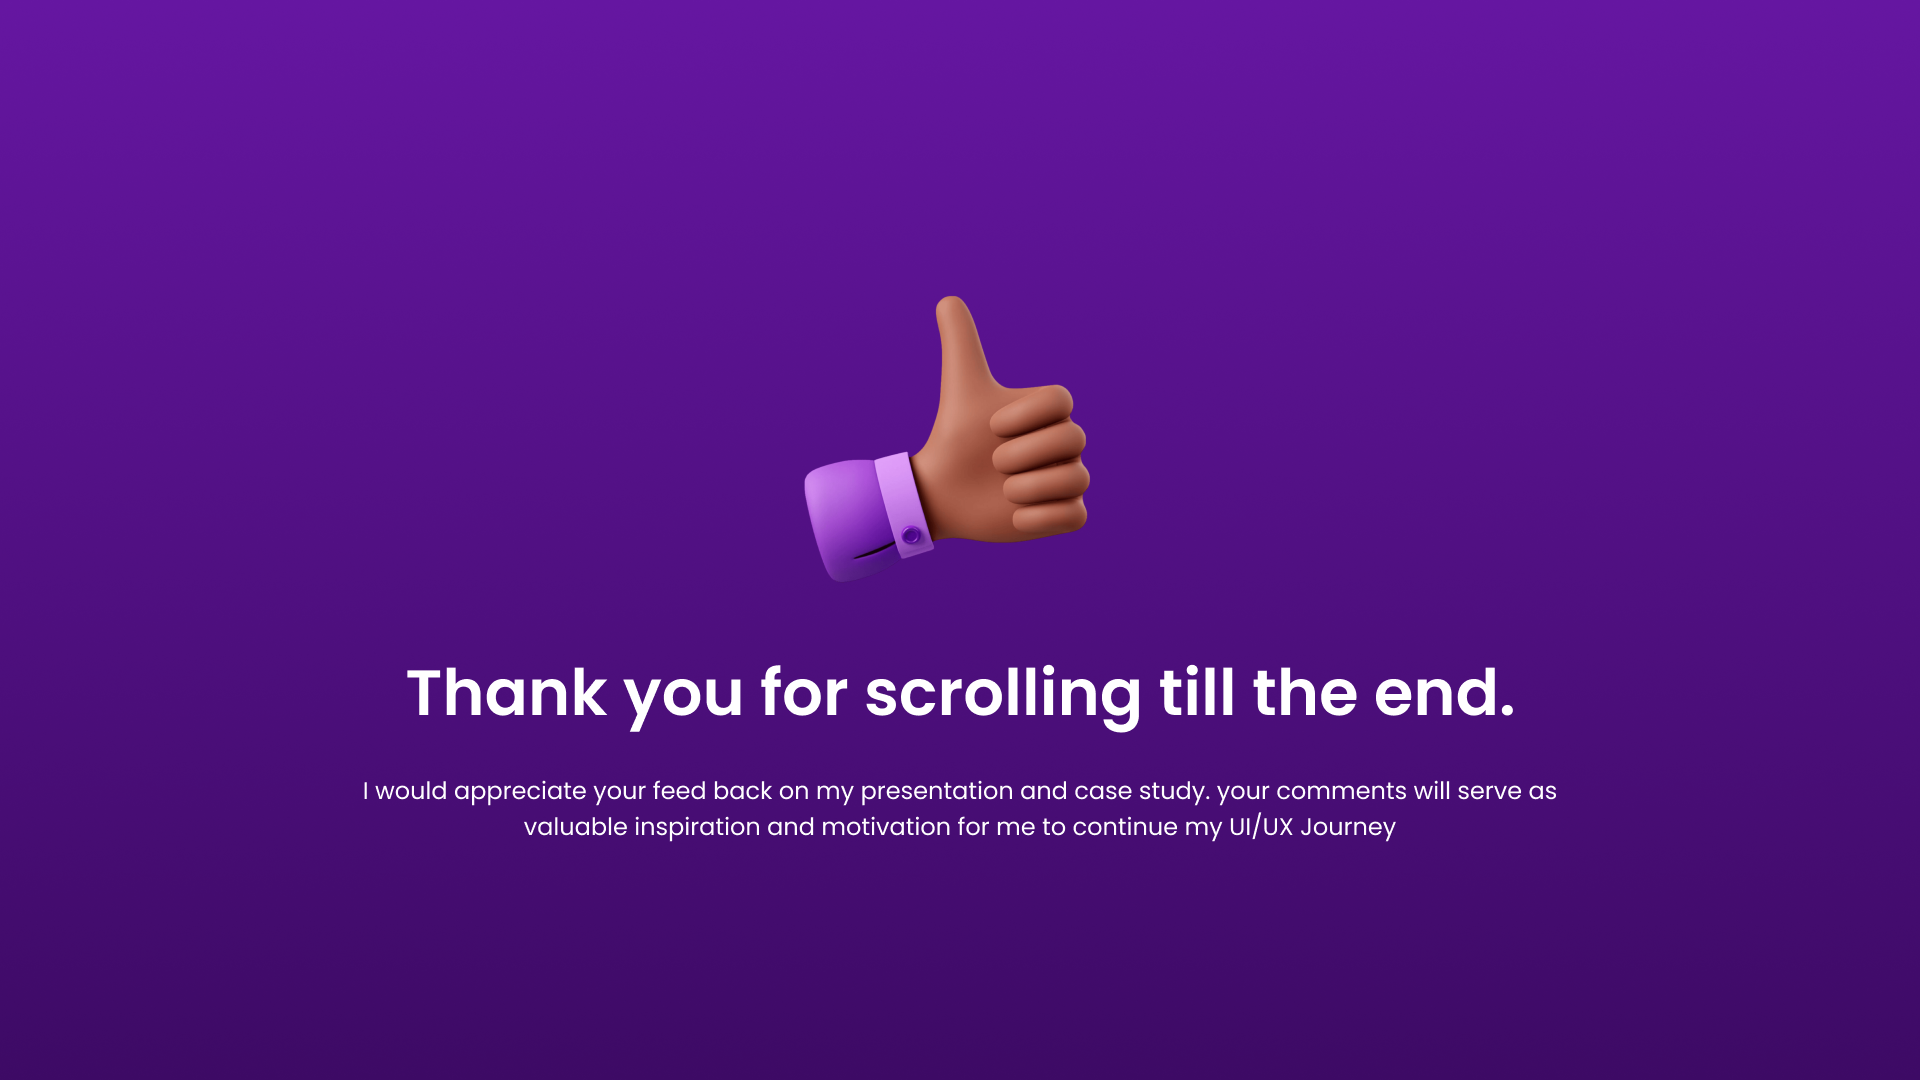 Thank you for scrolling till the end.
I would appreciate your feed back on my presentation and case study. your comments will serve as
valuable inspiration and motivation for me to continue my UI/UX Journey